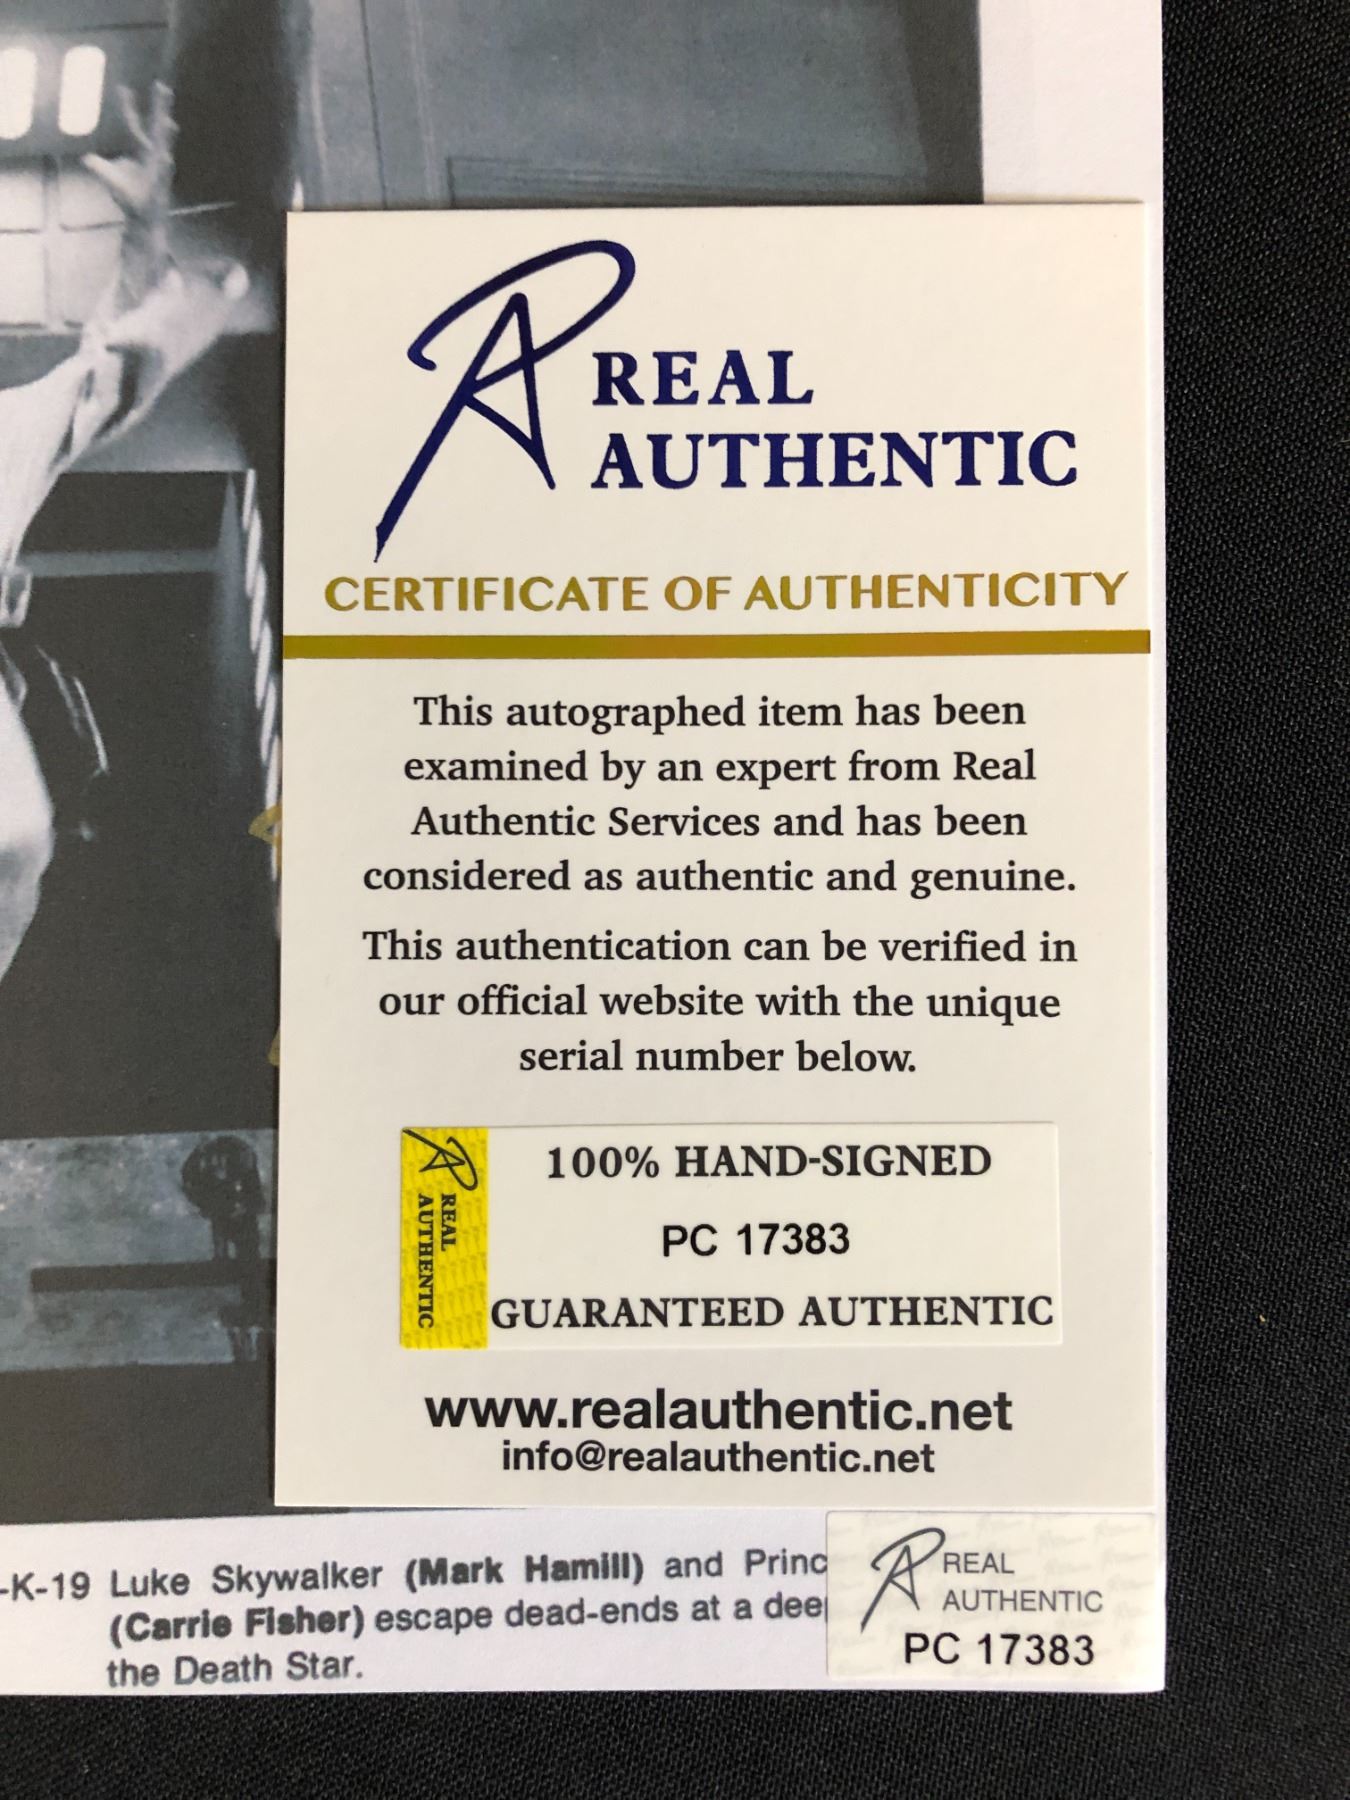 REAL
AUTHENTIC
CERTIFICATE OF AUTHENTICITY
This autographed item has been
examined by an expert from Real
Authentic Services and has been
considered as authentic and genuine.
This authentication can be verified in
our official website with the unique
serial number below.
REAL
AUTHENTIC
100% HAND-SIGNED
PC 17383
GUARANTEED AUTHENTIC
www.realauthentic.net
info@realauthentic.net
-K-19 Luke Skywalker (Mark Hamill) and Princ
(Carrie Fisher) escape dead-ends at a dee
the Death Star.
REAL
AUTHENTIC
PC 17383